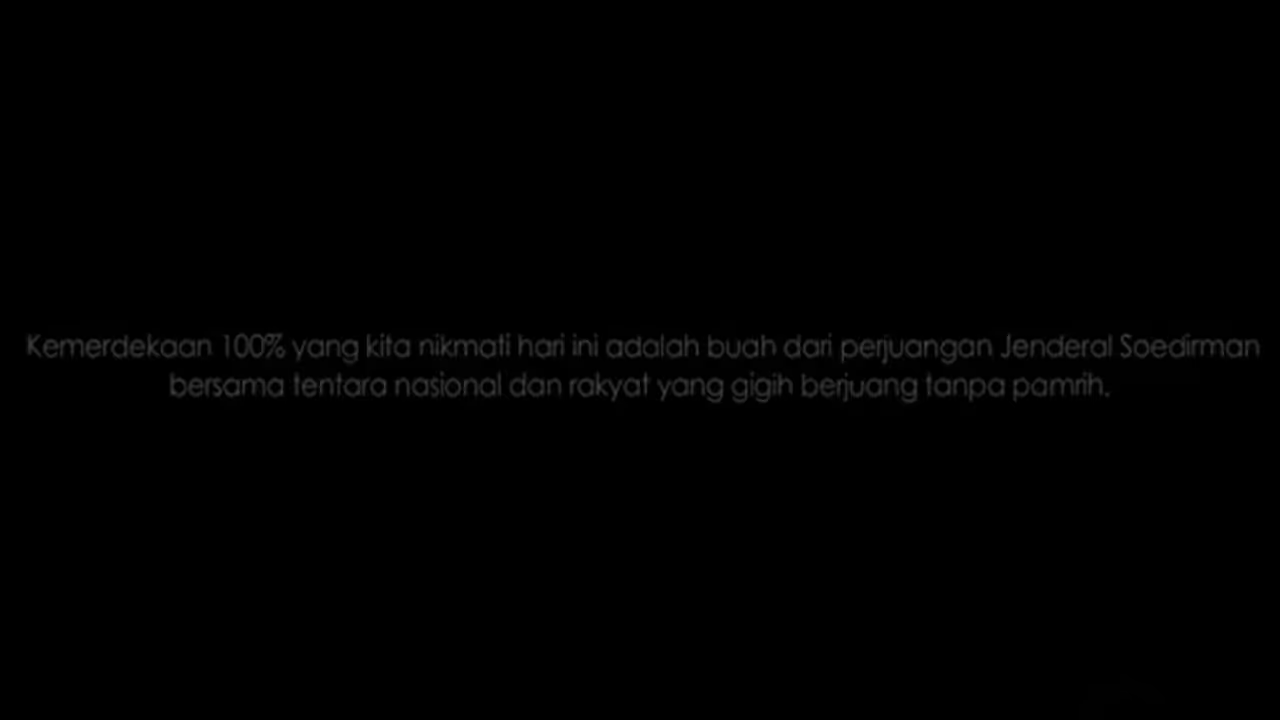 Kemerdekaan 100% yang kita nikmati hari ini adalah buah dari perjuangan Jenderal Soedirman
bersama tentara nasional dan rakyat yang gigih berjuang tanpa pamrih.